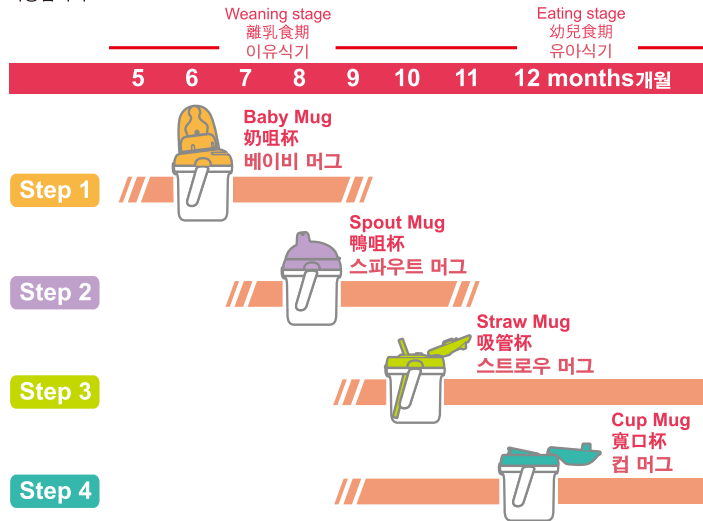 Weaning stage
離乳食期
이유식기
Eating stage
幼兒食期
유아식기
5 6 7 8 9 10 11 12 months개월
Baby Mug
奶咀杯
베이비 머그
Step 1
Spout Mug
鴨咀杯
스파우트 머그
Step 2
Straw Mug
吸管杯
스트로우 머그
Step 3
Cup Mug
寬口杯
컵 머그
Step 4